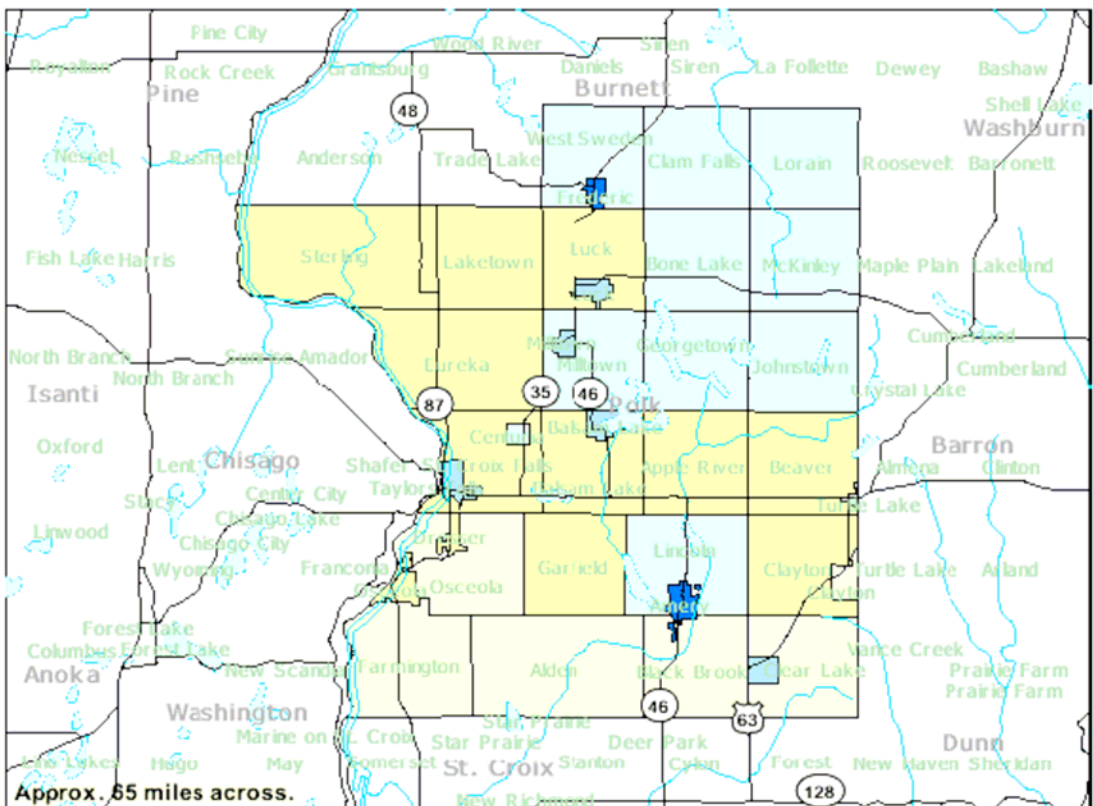 Pine City
Wood River
Siren
Royalton
Rock Creek
Grantsburg
Daniels
Siren
La Follette
Dewey
Bashaw
Pine
Burnett
48
Shell Lake
Washburn
West Sweden
Nessel
Rushseba
Anderson
Trade Lake
Clam Falls
Lorain
Roosevelt
Barronett
Frederic
Fish Lake
Harris
Sterling
Laketown
Luck
Bone Lake
McKinley
Maple Plain
Lakeland
North Branch
Sunrise
Amador
Eureka
Milltown
Georgetown
Johnstown
Cumberland
Cumberland
North Branch
Isanti
87
35
46
Polk
Crystal Lake
Oxford
Lent
Chisago
Shafer
St. Croix Falls
Balsam Lake
Apple River
Beaver
Almena
Clinton
Barron
Stacy
Center City
Taylors
Balsam Lake
Turtle Lake
Linwood
Chisago Lake
Chisago City
Dresser
Lincoln
Wyoming
Franconia
Osceola
Osceola
Garfield
Clayton
Clayton
Turtle Lake
Arland
Amery
Forest Lake
Columbus
Forest Lake
Vance Creek
Anoka
New Scandia
Farmington
Alden
Black Brook
Clear Lake
Prairie Farm
Prairie Farm
Washington
46
63
Star Prairie
Marine on St. Croix
Star Prairie
Deer Park
Dunn
Lino Lakes
Hugo
May
Somerset
St. Croix
Stanton
Cylon
Forest
New Haven
Sheridan
Approx. 65 miles across.
New Richmond
128